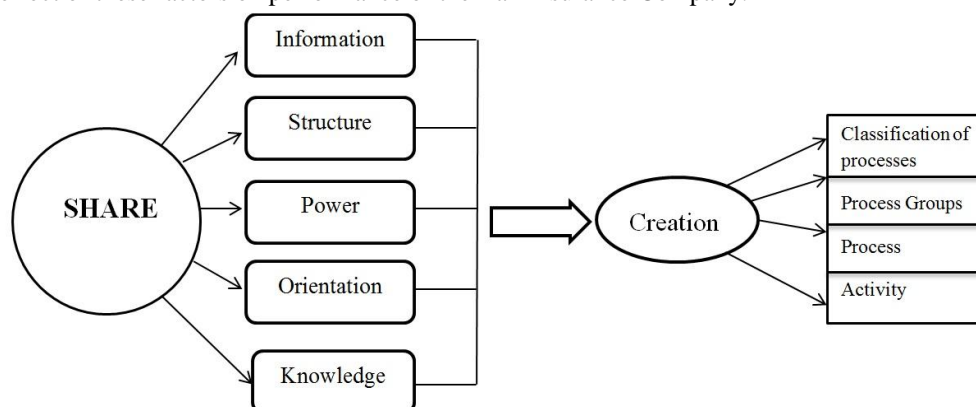 Information
Structure
SHARE
Power
Orientation
Knowledge
Creation
Classification of
processes
Process Groups
Process
Activity